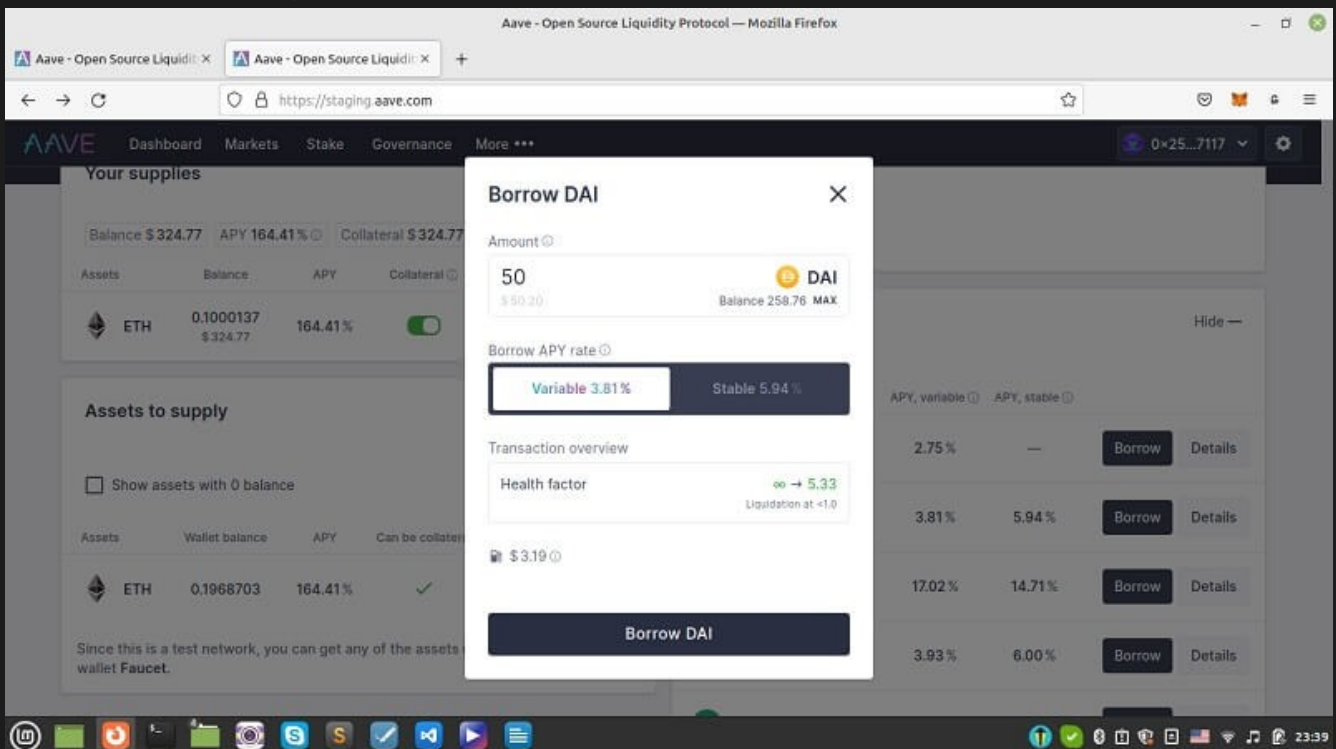 Aave - Open Source Liquidity Protocol — Mozilla Firefox
Aave - Open Source Liquidit × Aave - Open Source Liquidit × +
https://staging.aave.com
AAVE Dashboard Markets Stake Governance More ••• 0×25...7117
Your supplies
Balance $ 324.77 APY 164.41 % Collateral $ 324.77
Assets Balance APY Collateral
ETH 0.1000137 164.41 %
$ 324.77
Assets to supply
Show assets with 0 balance
Assets Wallet balance APY Can be collater
ETH 0.1968703 164.41 %
Since this is a test network, you can get any of the assets
wallet Faucet.
Borrow DAI
Amount
50 DAI
$ 50.20 Balance 258.76 MAX
Borrow APY rate
Variable 3.81 % Stable 5.94 %
Transaction overview
Health factor ∞ → 5.33
Liquidation at <1.0
$ 3.19
Borrow DAI
Hide —
APY, variable APY, stable
2.75 % — Borrow Details
3.81 % 5.94 % Borrow Details
17.02 % 14.71 % Borrow Details
3.93 % 6.00 % Borrow Details
23:39